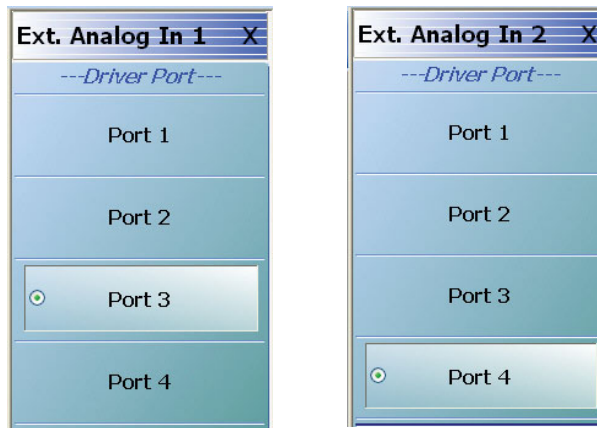 Ext. Analog In 1 X
---Driver Port---
Port 1
Port 2
Port 3
Port 4
Ext. Analog In 2 X
---Driver Port---
Port 1
Port 2
Port 3
Port 4